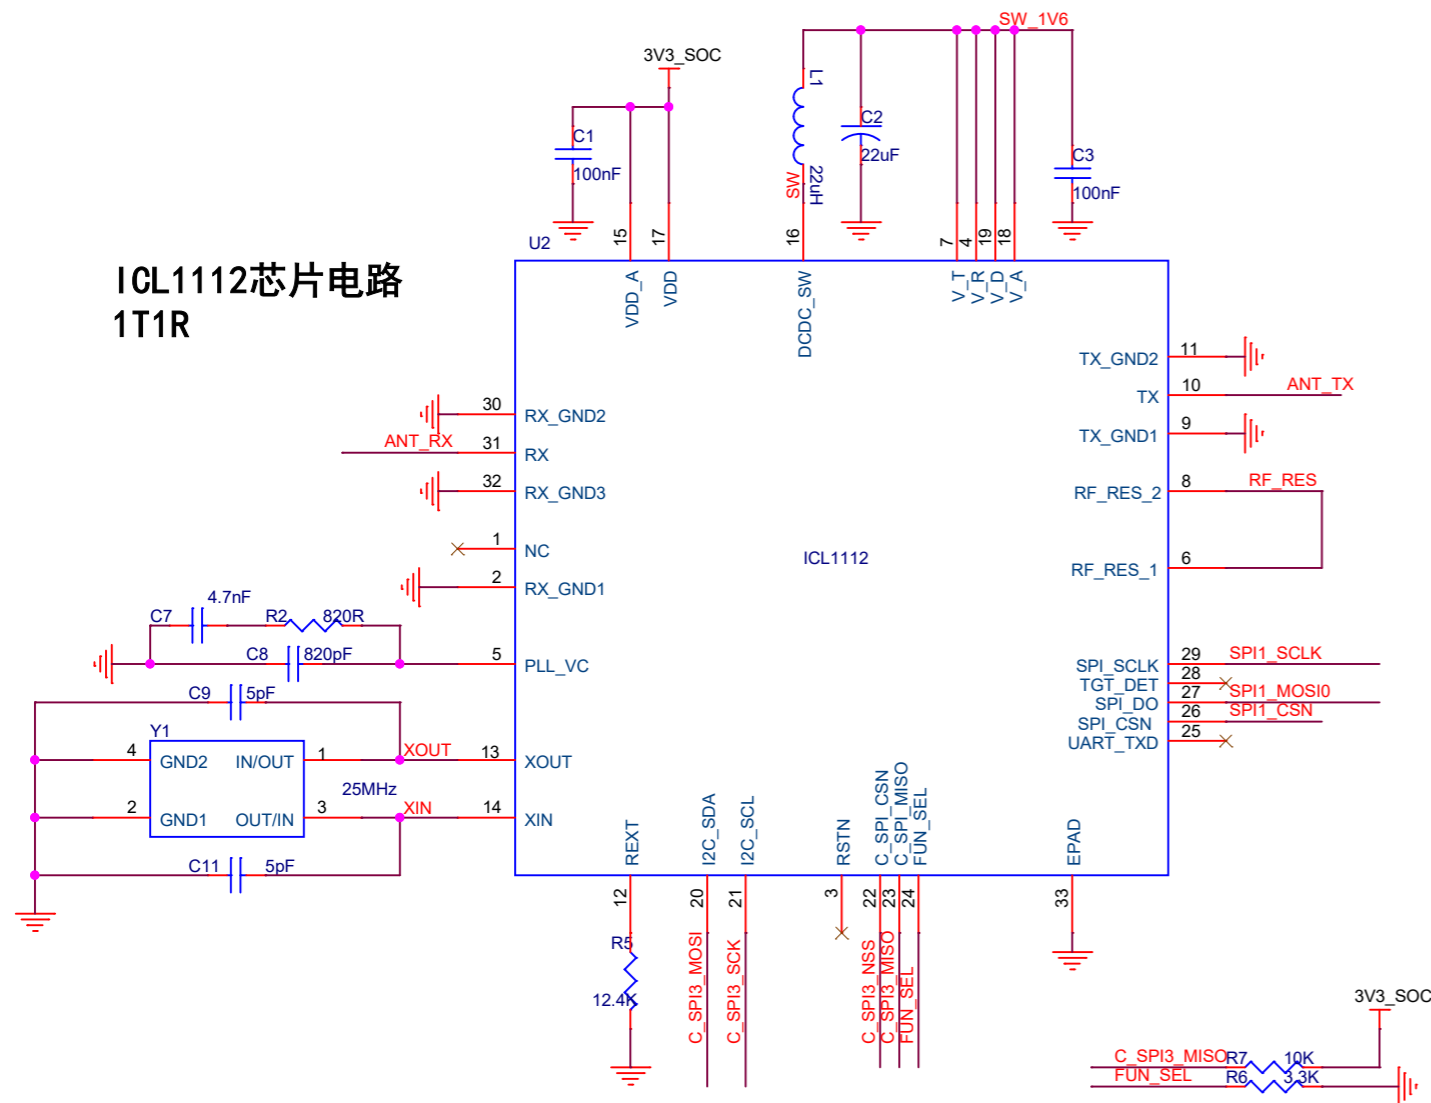 SW_1V6
3V3_SOC
L1
C1
100nF
C2
22uF
C3
100nF
SW
22uH
15
17
16
7
4
19
18
U2
ICL1112芯片电路
1T1R
VDD_A
VDD
DCDC_SW
V_T
V_R
V_D
V_A
TX_GND2
11
TX
10
ANT_TX
TX_GND1
9
RF_RES_2
8
RF_RES
RF_RES_1
6
30
RX_GND2
ANT_RX
31
RX
32
RX_GND3
1
NC
2
RX_GND1
ICL1112
4.7nF
C7
R2
820R
C8
820pF
5
PLL_VC
C9
5pF
Y1
4
GND2
IN/OUT
1
XOUT
13
XOUT
25MHz
2
GND1
OUT/IN
3
XIN
14
XIN
C11
5pF
SPI_SCLK
29
SPI1_SCLK
TGT_DET
28
SPI_DO
27
SPI1_MOSI0
SPI_CSN
26
SPI1_CSN
UART_TXD
25
REXT
I2C_SDA
I2C_SCL
RSTN
C_SPI_CSN
C_SPI_MISO
FUN_SEL
EPAD
12
20
21
3
22
23
24
33
R5
12.4K
C_SPI3_MOSI
C_SPI3_SCK
C_SPI3_NSS
C_SPI3_MISO
FUN_SEL
3V3_SOC
C_SPI3_MISO
R7
10K
FUN_SEL
R6
3.3K